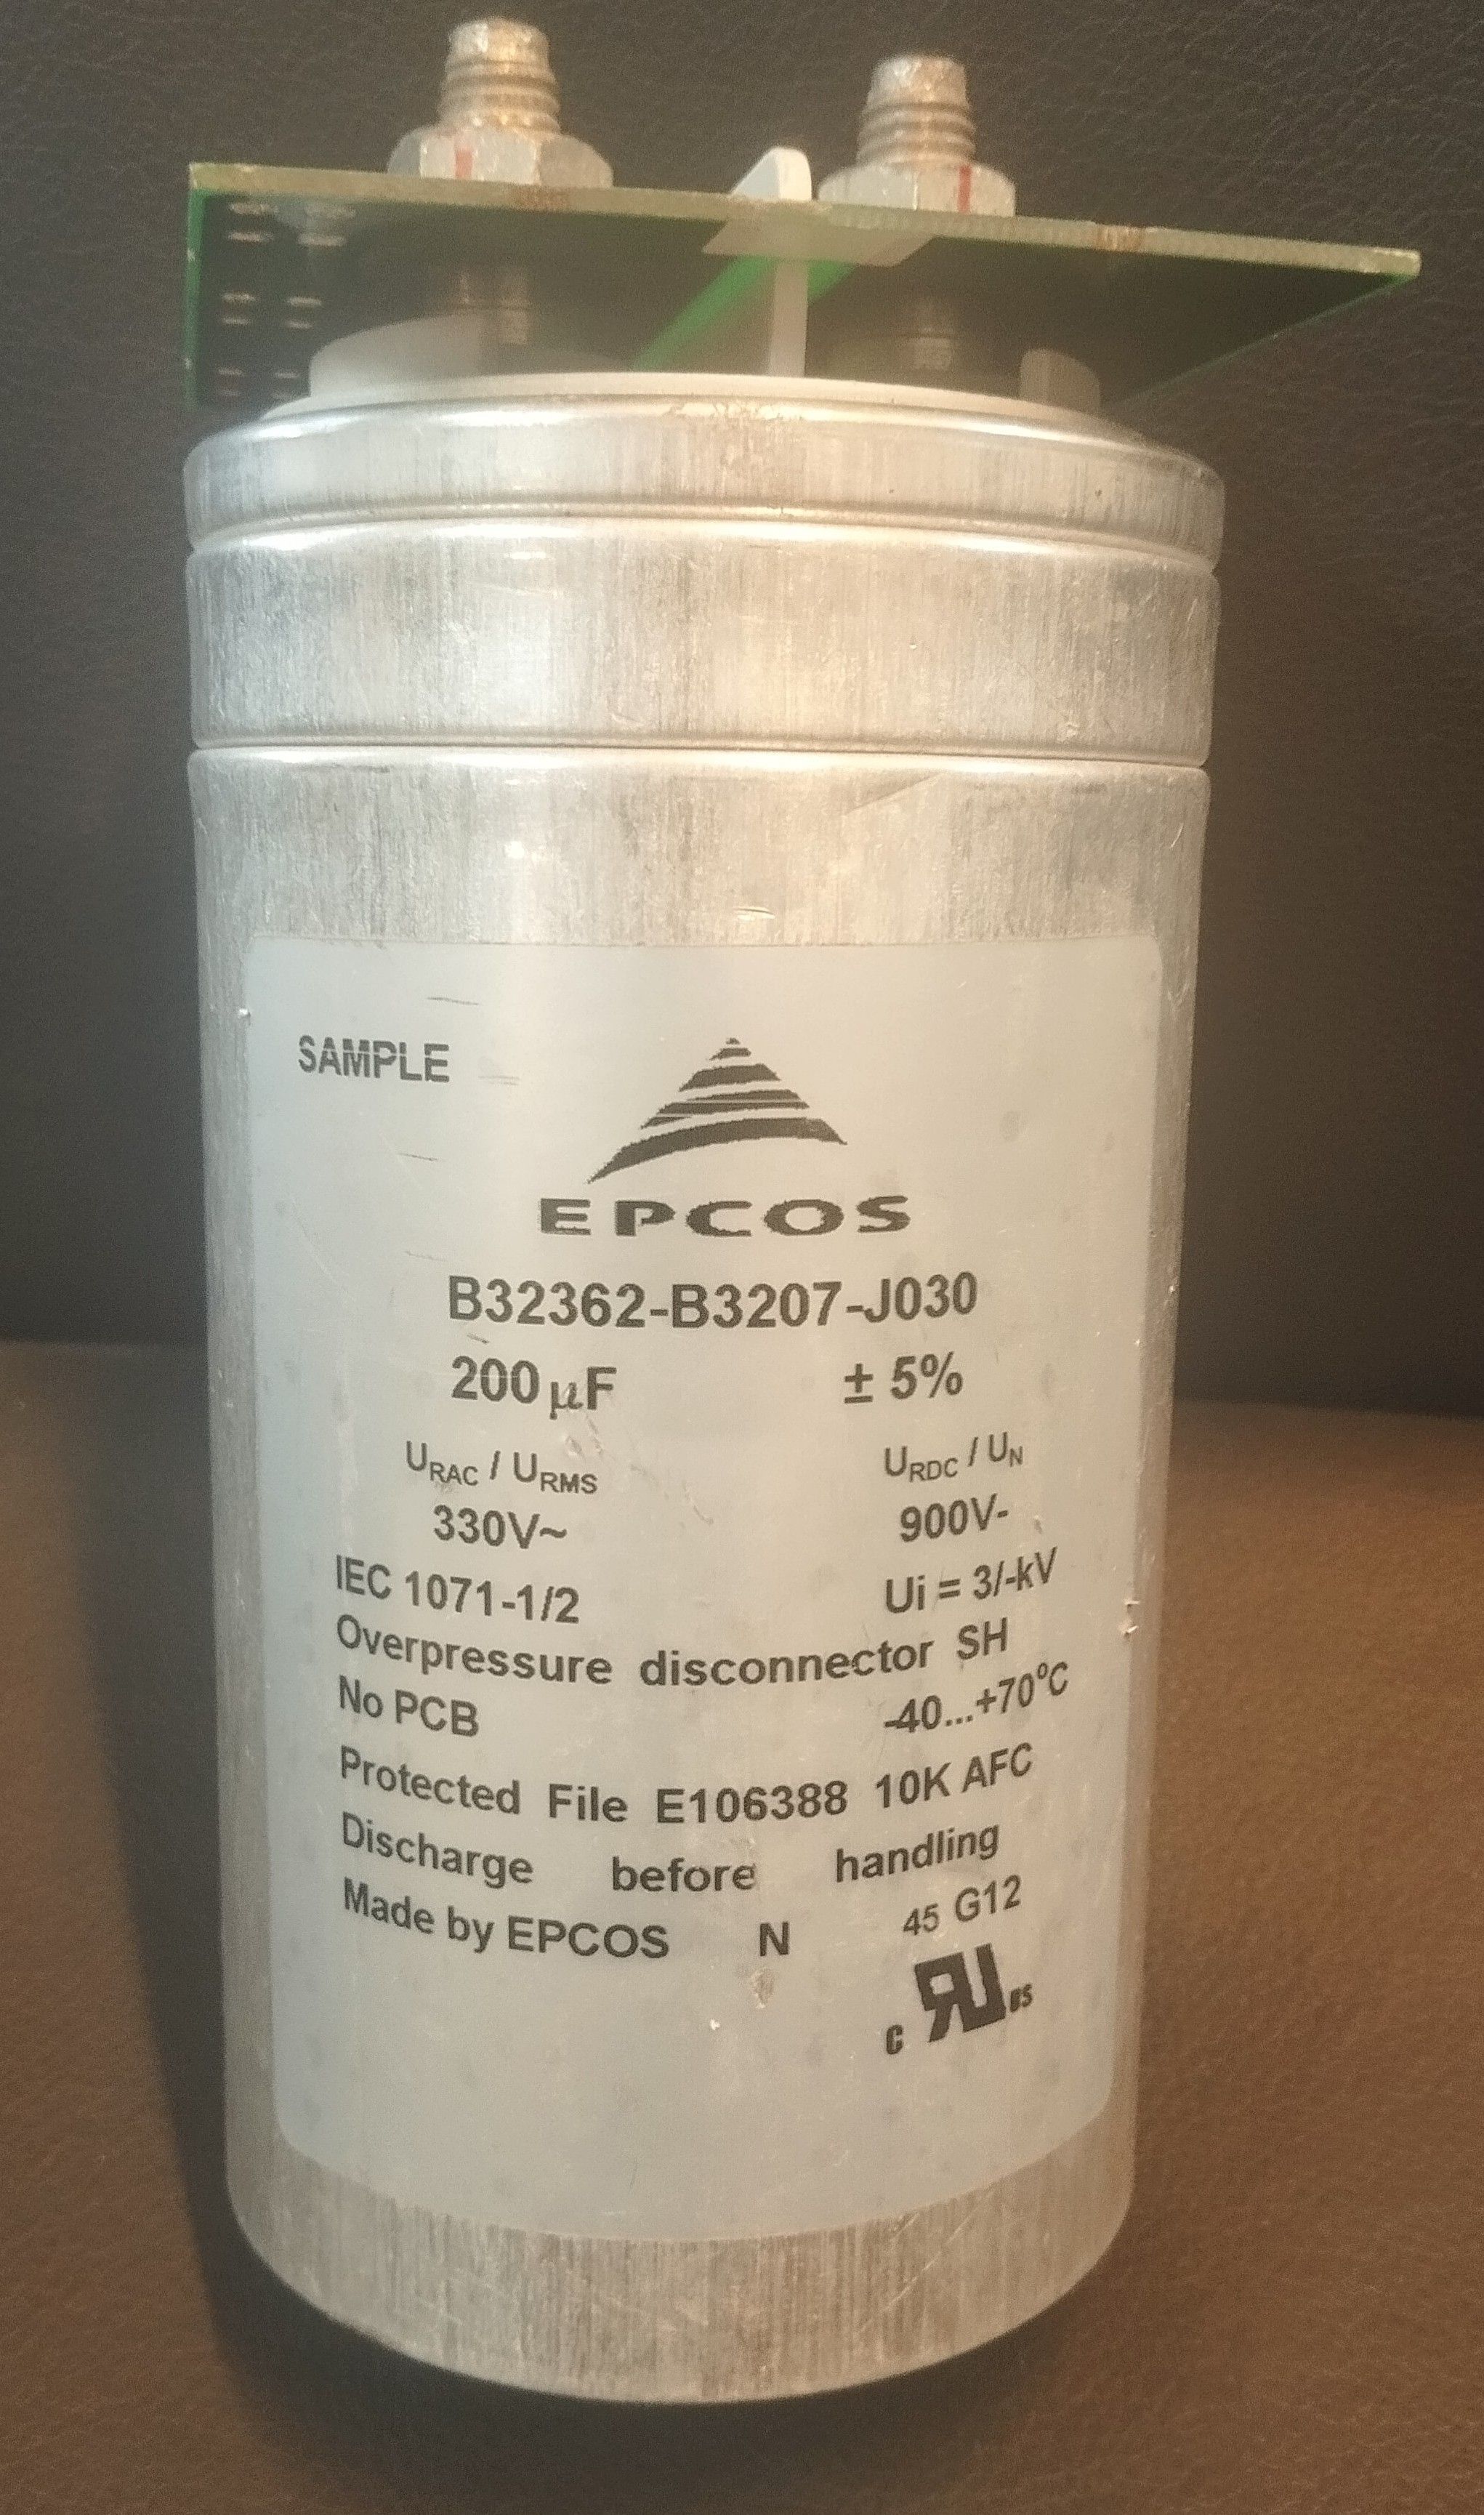 SAMPLE
EPCOS
B32362-B3207-J030
200 µF ± 5%
URAC / URMS URDC / UN
330V~ 900V-
IEC 1071-1/2 Ui = 3/-kV
Overpressure disconnector SH
No PCB -40...+70°C
Protected File E106388 10K AFC
Discharge before handling
Made by EPCOS N 45 G12
c RU us